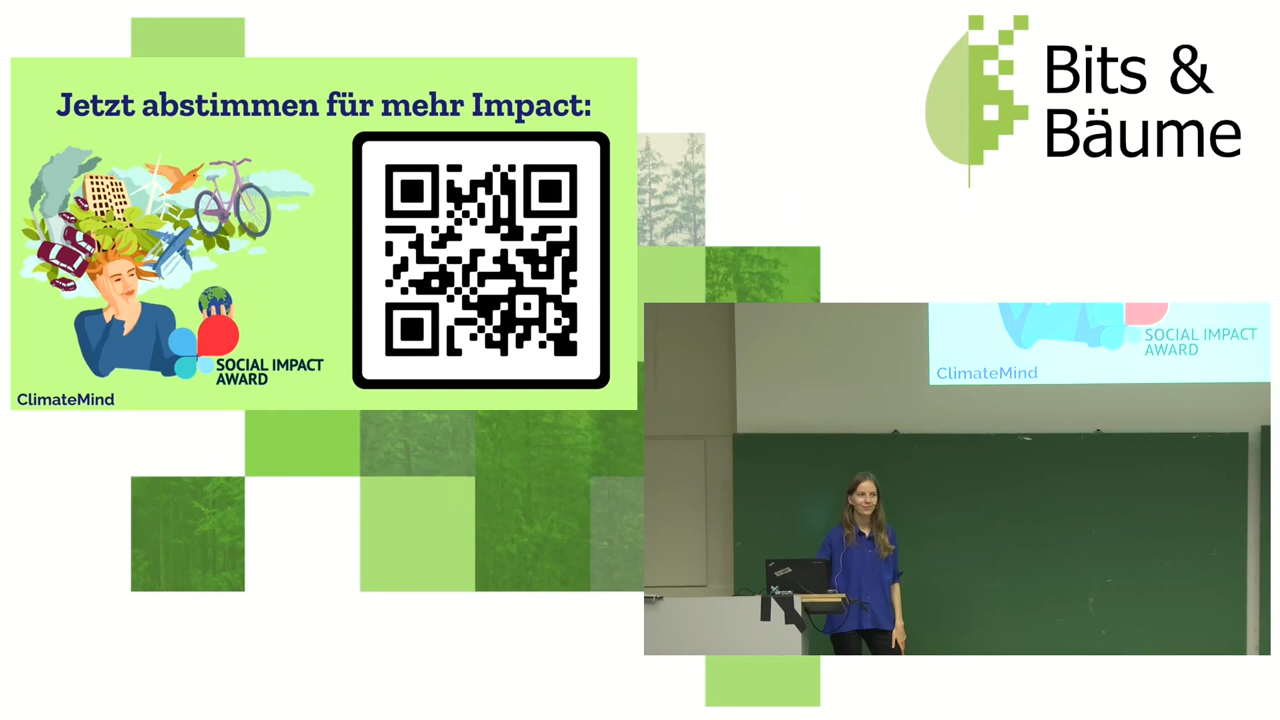 Jetzt abstimmen für mehr Impact:
SOCIAL IMPACT
AWARD
ClimateMind
Bits &
Bäume
SOCIAL IMPACT
AWARD
ClimateMind